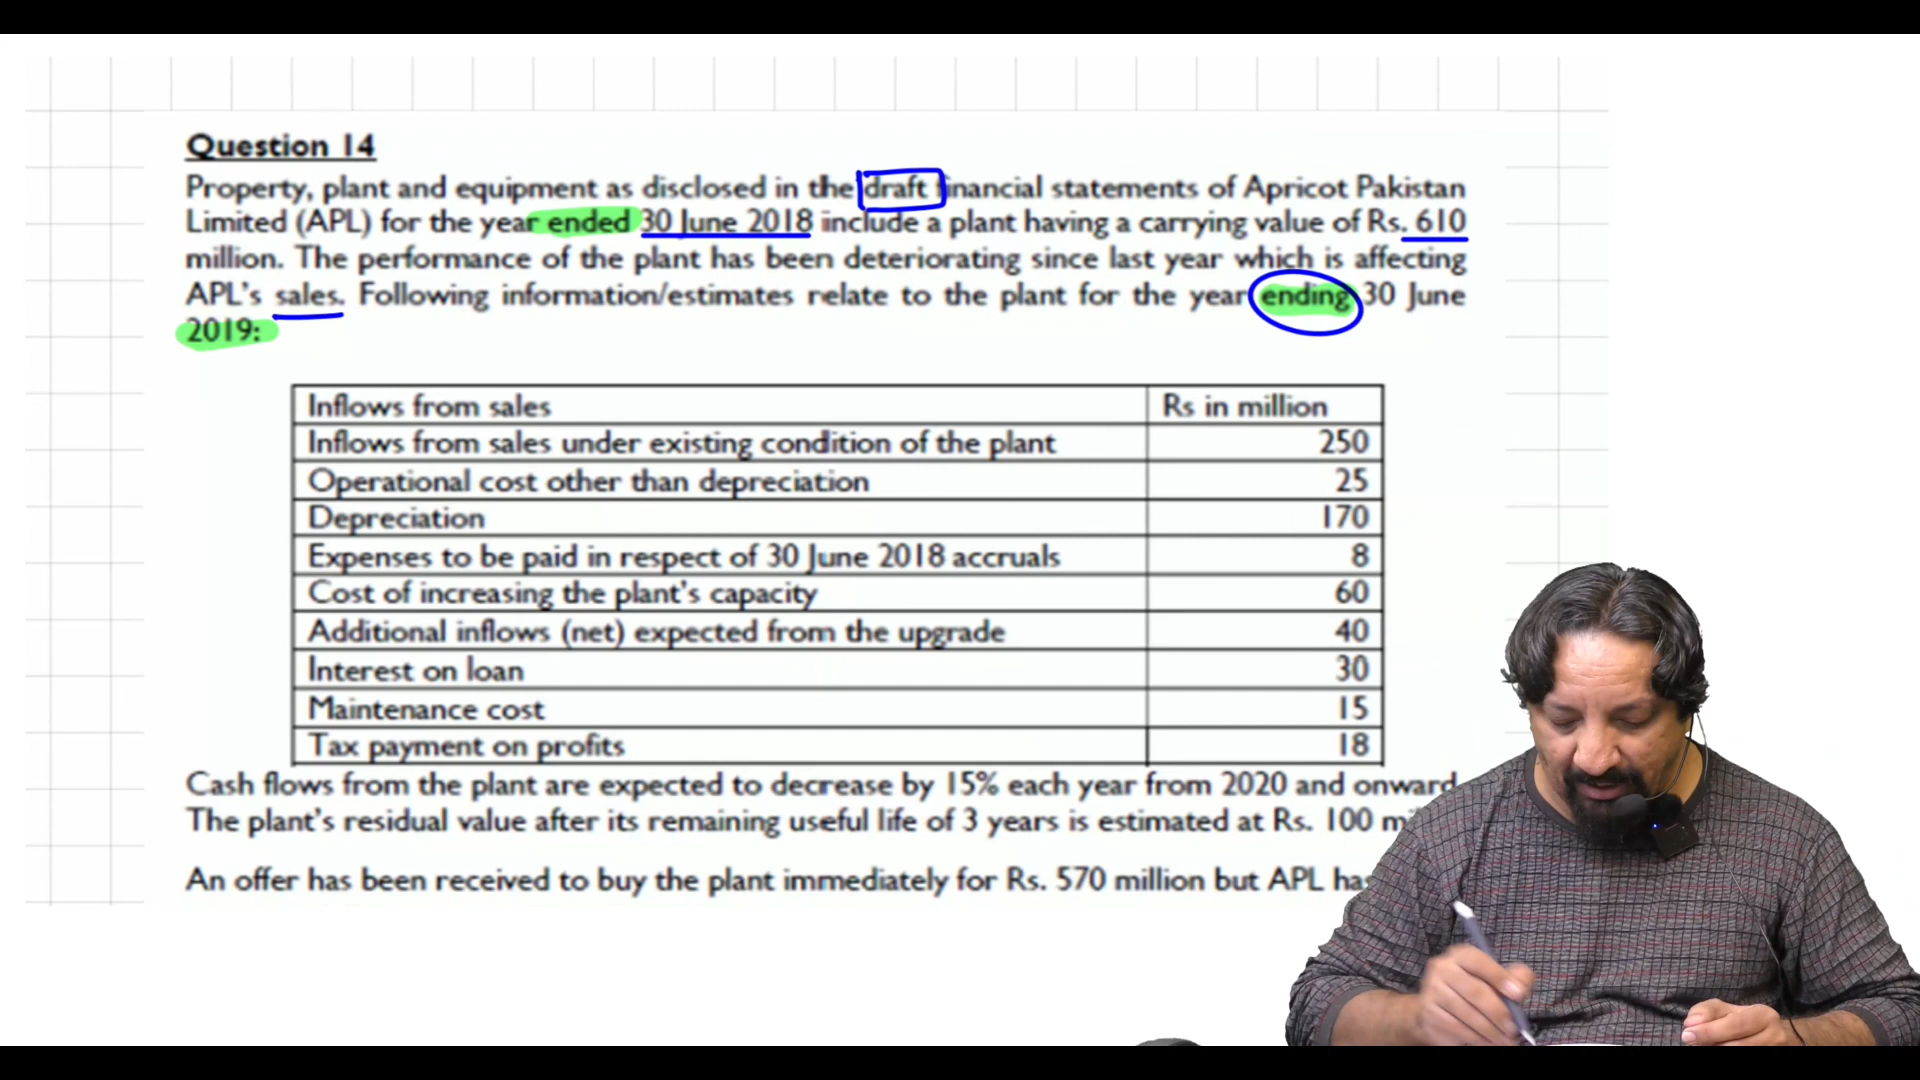 Question 14
Property, plant and equipment as disclosed in the draft financial statements of Apricot Pakistan
Limited (APL) for the year ended 30 June 2018 include a plant having a carrying value of Rs. 610
million. The performance of the plant has been deteriorating since last year which is affecting
APL's sales. Following information/estimates relate to the plant for the year ending 30 June
2019:
Inflows from sales Rs in million
Inflows from sales under existing condition of the plant 250
Operational cost other than depreciation 25
Depreciation 170
Expenses to be paid in respect of 30 June 2018 accruals 8
Cost of increasing the plant's capacity 60
Additional inflows (net) expected from the upgrade 40
Interest on loan 30
Maintenance cost 15
Tax payment on profits 18
Cash flows from the plant are expected to decrease by 15% each year from 2020 and onward
The plant's residual value after its remaining useful life of 3 years is estimated at Rs. 100
An offer has been received to buy the plant immediately for Rs. 570 million but APL